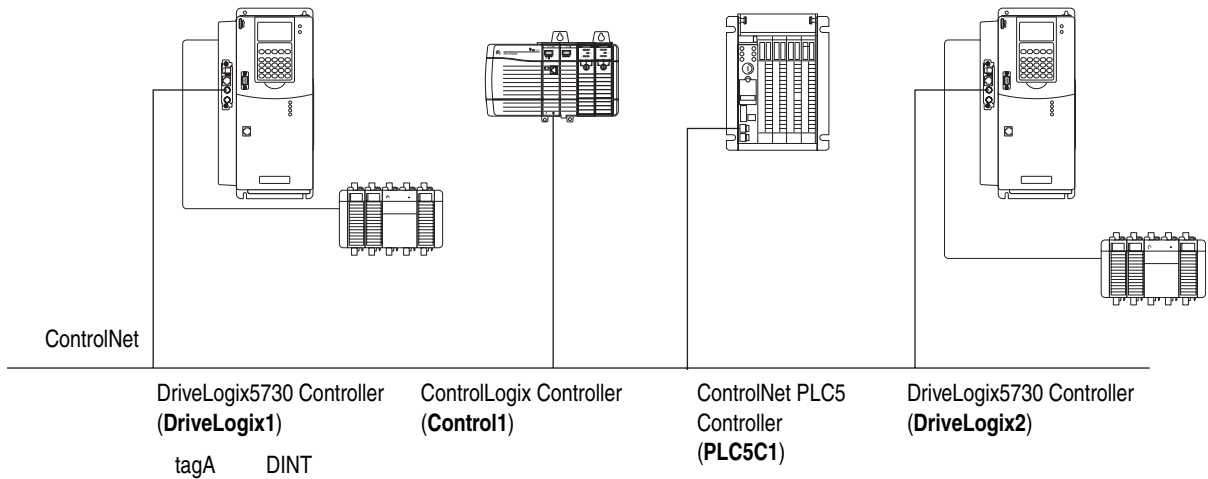 ControlNet
DriveLogix5730 Controller
(DriveLogix1)
tagA DINT
ControlLogix Controller
(Control1)
ControlNet PLC5
Controller
(PLC5C1)
DriveLogix5730 Controller
(DriveLogix2)